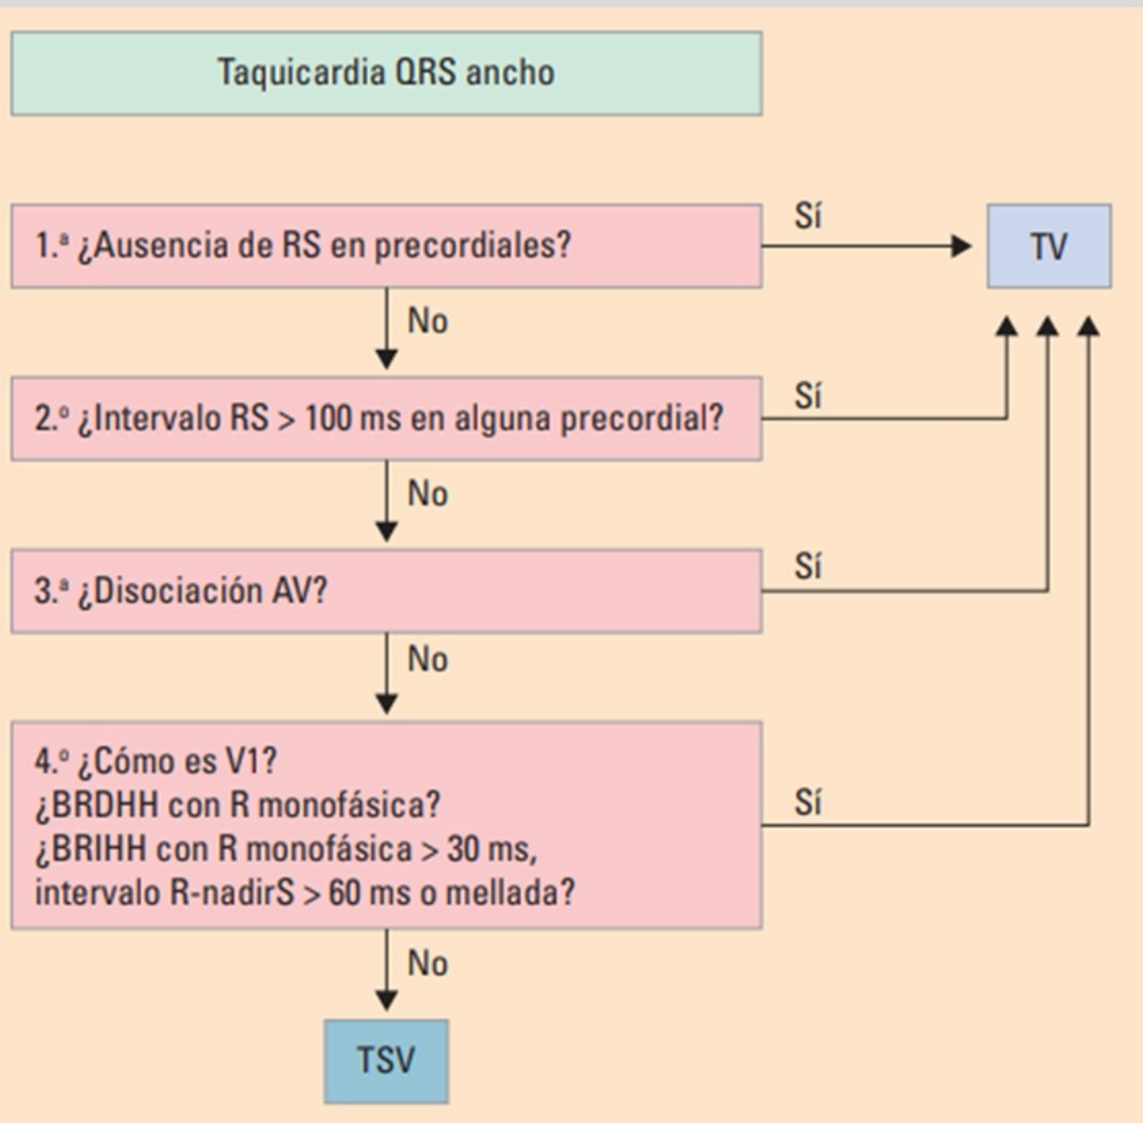 Taquicardia QRS ancho
1.ª ¿Ausencia de RS en precordiales?
Sí
TV
No
2.º ¿Intervalo RS > 100 ms en alguna precordial?
Sí
No
3.ª ¿Disociación AV?
Sí
No
4.º ¿Cómo es V1?
¿BRDHH con R monofásica?
¿BRIHH con R monofásica > 30 ms,
intervalo R-nadirS > 60 ms o mellada?
Sí
No
TSV